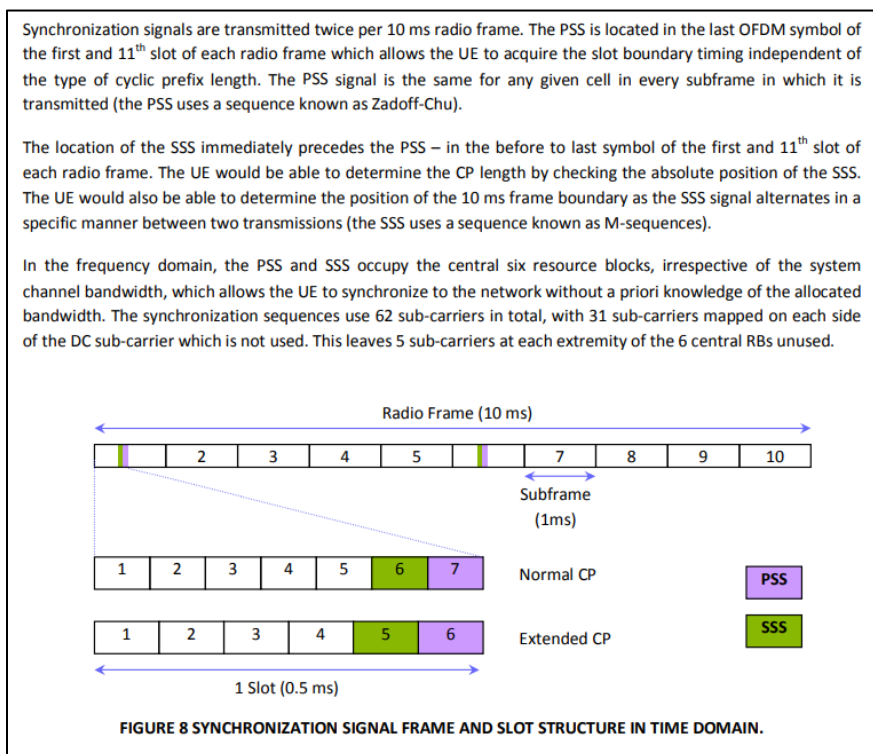 Synchronization signals are transmitted twice per 10 ms radio frame. The PSS is located in the last OFDM symbol
of the first and 11th slot of each radio frame which allows the UE to acquire the slot boundary timing independent
of the type of cyclic prefix length. The PSS signal is the same for any given cell in every subframe in which it is
transmitted (the PSS uses a sequence known as Zadoff-Chu).
The location of the SSS immediately precedes the PSS – in the before to last symbol of the first and 11th slot of
each radio frame. The UE would be able to determine the CP length by checking the absolute position of the SSS.
The UE would also be able to determine the position of the 10 ms frame boundary as the SSS signal alternates in a
specific manner between two transmissions (the SSS uses a sequence known as M-sequences).
In the frequency domain, the PSS and SSS occupy the central six resource blocks, irrespective of the system
channel bandwidth, which allows the UE to synchronize to the network without a priori knowledge of the allocated
bandwidth. The synchronization sequences use 62 sub-carriers in total, with 31 sub-carriers mapped on each side
of the DC sub-carrier which is not used. This leaves 5 sub-carriers at each extremity of the 6 central RBs unused.
Radio Frame (10 ms)
2 3 4 5 7 8 9 10
Subframe
(1ms)
1 2 3 4 5 6 7 Normal CP PSS
1 2 3 4 5 6 Extended CP SSS
1 Slot (0.5 ms)
FIGURE 8 SYNCHRONIZATION SIGNAL FRAME AND SLOT STRUCTURE IN TIME DOMAIN.